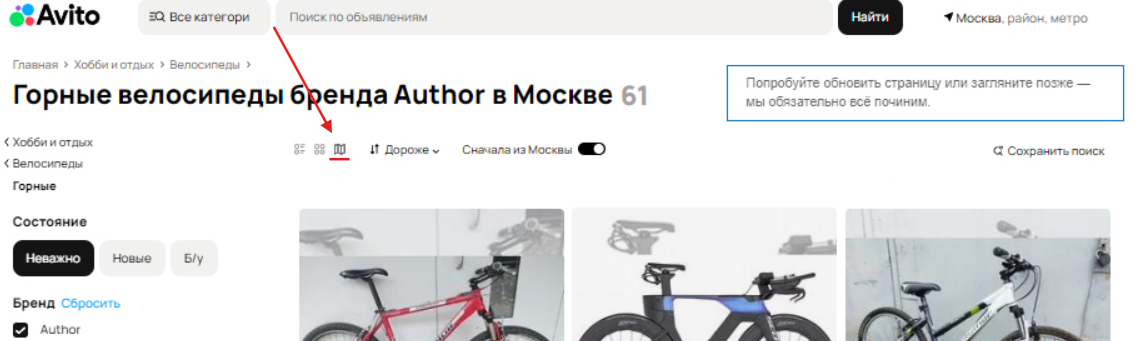 Avito
Все категори
Поиск по объявлениям
Найти
Москва, район, метро
Главная > Хобби и отдых > Велосипеды >
Горные велосипеды бренда Author в Москве 61
Попробуйте обновить страницу или загляните позже —
мы обязательно всё починим.
Хобби и отдых
Велосипеды
Горные
Дороже
Сначала из Москвы
Сохранить поиск
Состояние
Неважно
Новые
Б/у
Бренд Сбросить
Author